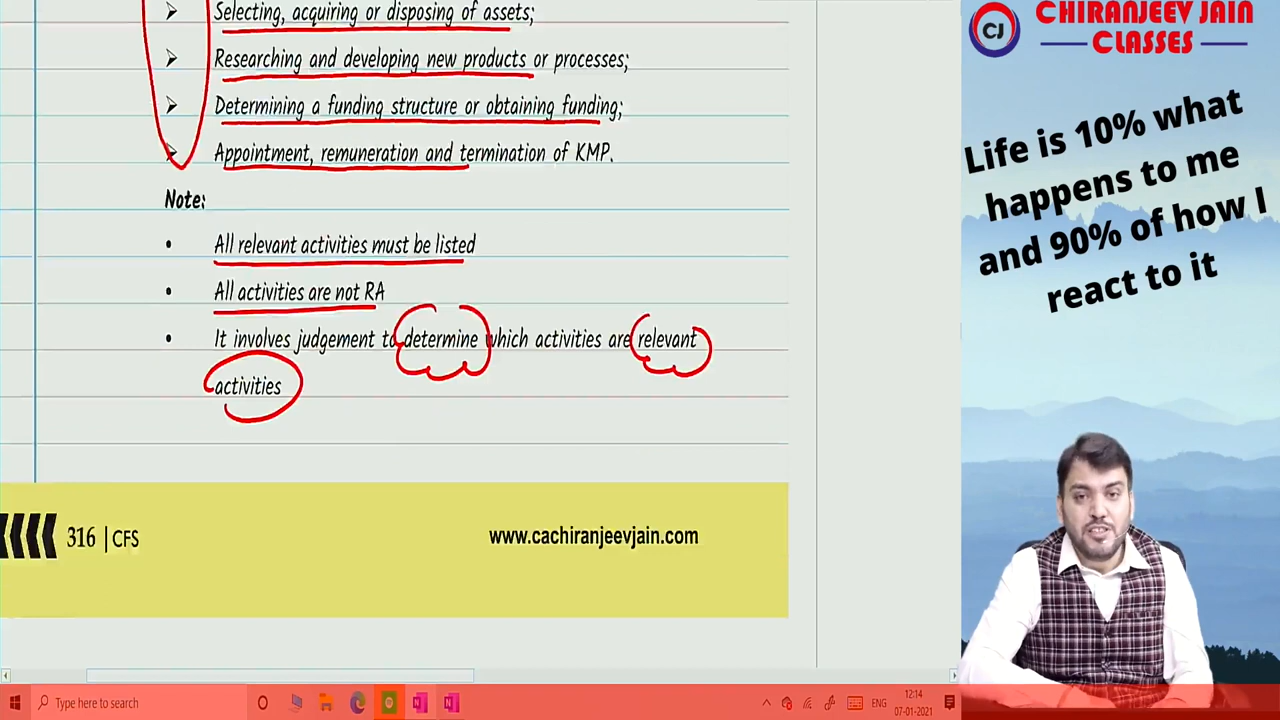 Selecting, acquiring or disposing of assets;
Researching and developing new products or processes;
Determining a funding structure or obtaining funding;
Appointment, remuneration and termination of KMP.
Note:
All relevant activities must be listed
All activities are not RA
It involves judgement to determine which activities are relevant
activities
316 | CFS
www.cachiranjeevjain.com
CJ
CHIRANJEEV JAIN
CLASSES
Life is 10% what
happens to me
and 90% of how I
react to it
Type here to search
ENG
12:14
07-01-2021